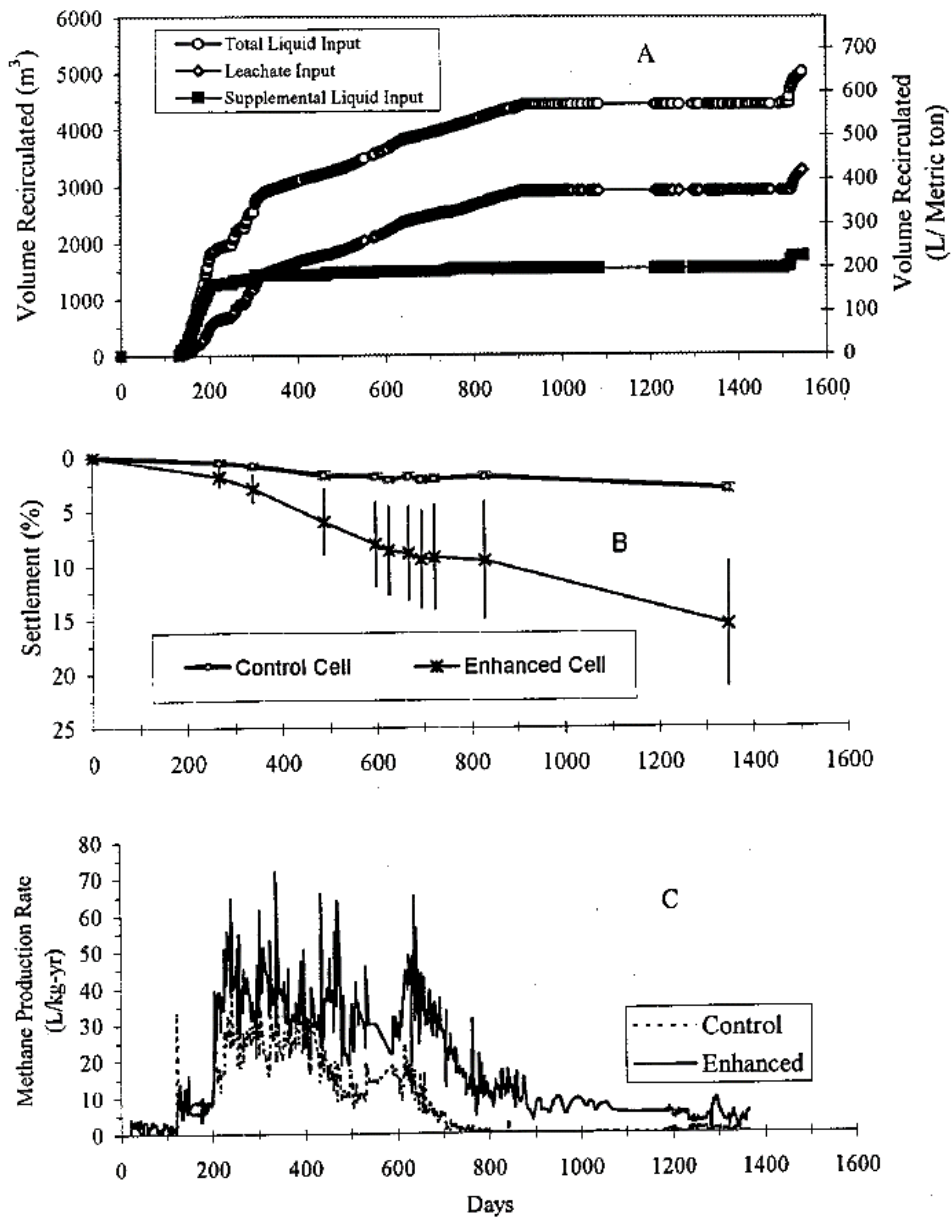 A
Total Liquid Input
Leachate Input
Supplemental Liquid Input
Volume Recirculated (m³)
6000
5000
4000
3000
2000
1000
0
Volume Recirculated
(L/ Metric ton)
700
600
500
400
300
200
100
0
0 200 400 600 800 1000 1200 1400 1600
B
Settlement (%)
0
5
10
15
20
25
Control Cell Enhanced Cell
0 200 400 600 800 1000 1200 1400 1600
C
Methane Production Rate
(L/kg-yr)
80
70
60
50
40
30
20
10
0
Control
Enhanced
0 200 400 600 800 1000 1200 1400 1600
Days